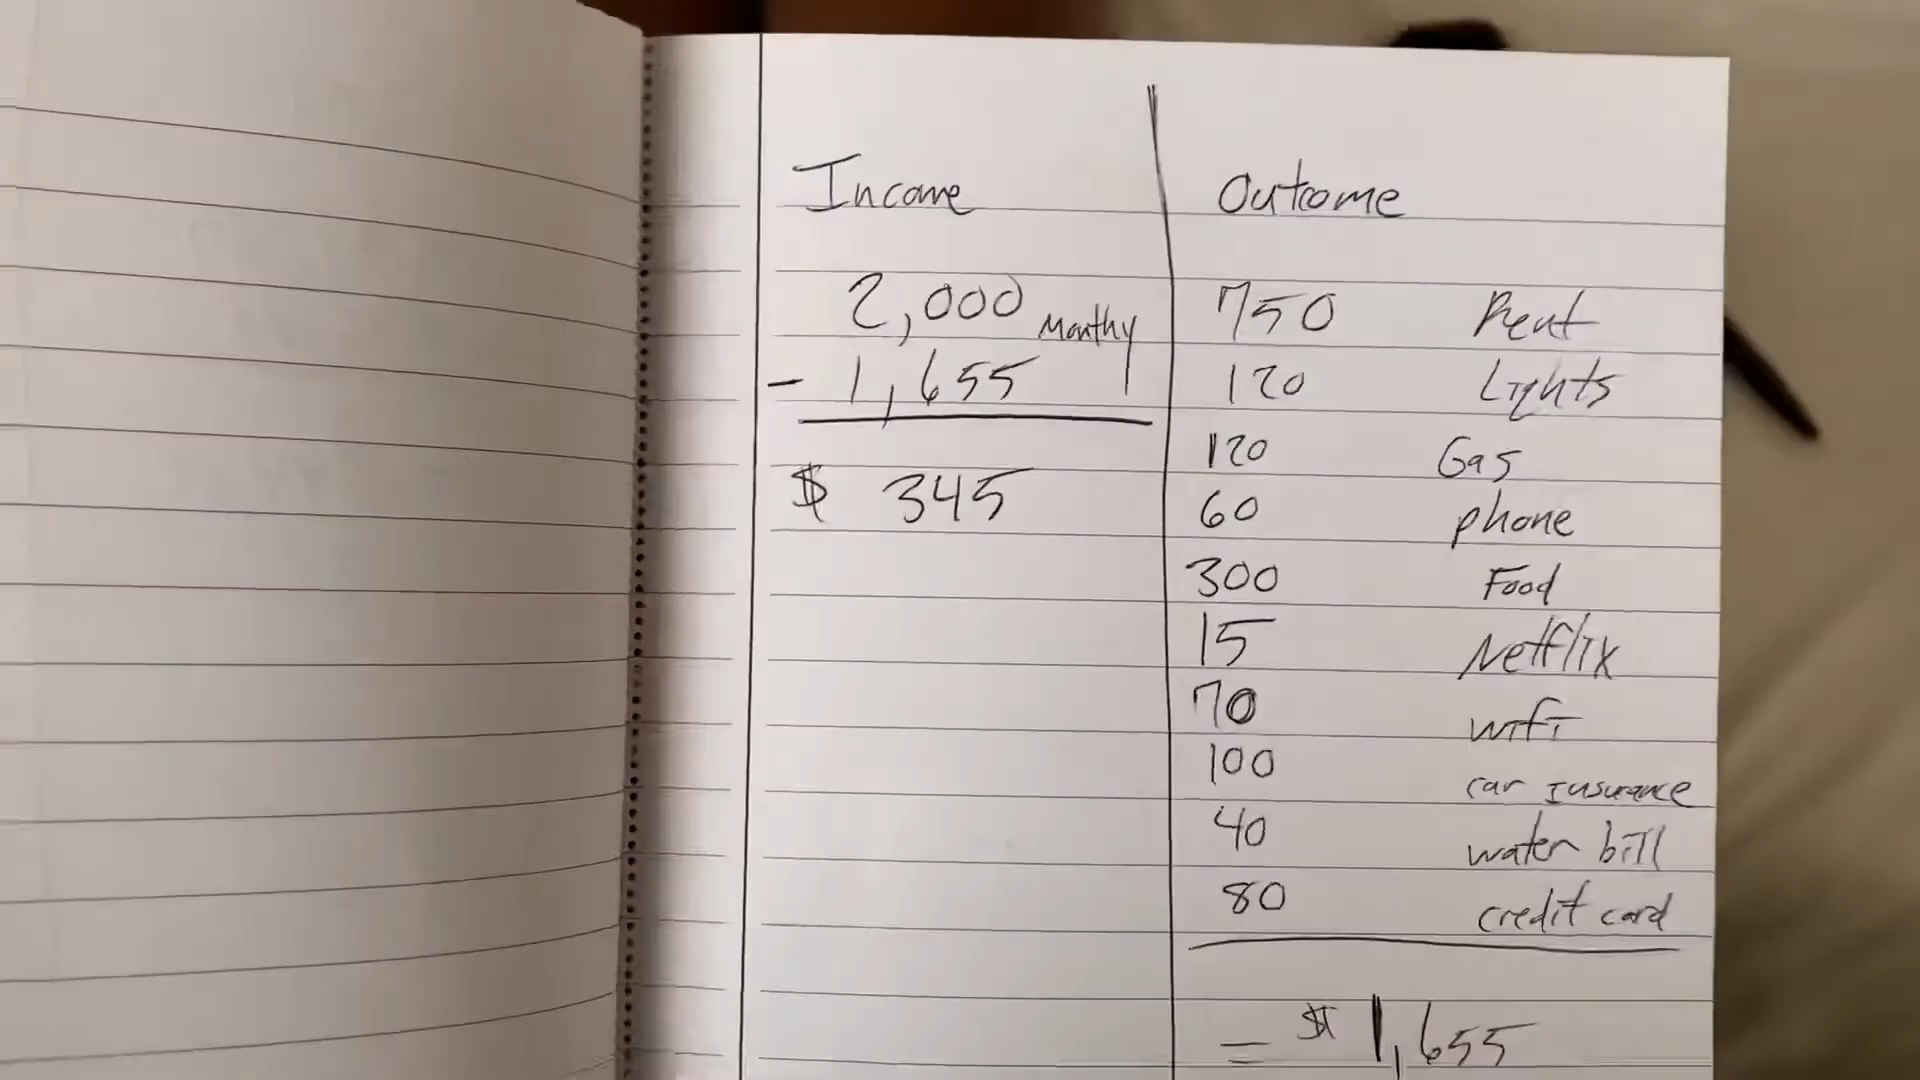 Income
2,000 Monthy
- 1,655
$ 345
Outcome
750 Rent
120 Lights
120 Gas
60 phone
300 Food
15 Netflix
70 wifi
100 car insurance
40 water bill
80 credit card
= $ 1,655